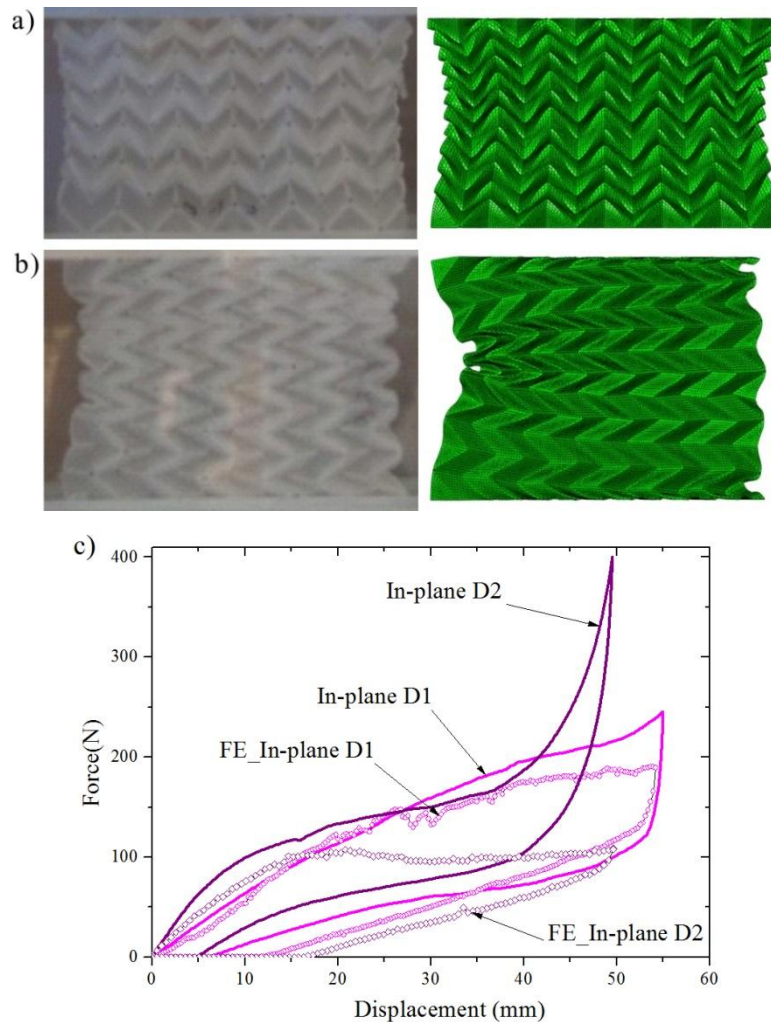 a)
b)
c)
400
In-plane D2
300
In-plane D1
FE_In-plane D1
Force(N)
200
100
FE_In-plane D2
0
0 10 20 30 40 50 60
Displacement (mm)